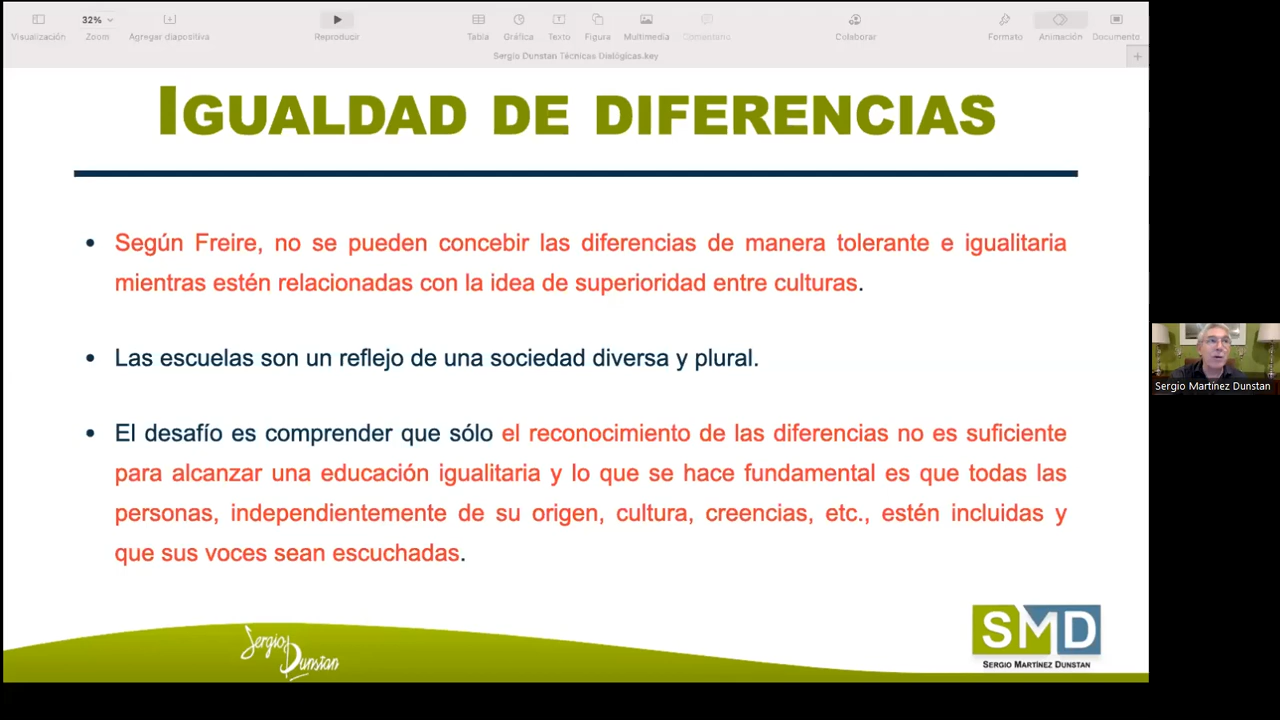 32%
Visualización Zoom Agregar diapositiva Reproducir Tabla Gráfica Texto Figura Multimedia Comentario Colaborar Formato Animación Documento
Sergio Dunstan Técnicas Dialógicas.key
IGUALDAD DE DIFERENCIAS
• Según Freire, no se pueden concebir las diferencias de manera tolerante e igualitaria
mientras estén relacionadas con la idea de superioridad entre culturas.
• Las escuelas son un reflejo de una sociedad diversa y plural.
• El desafío es comprender que sólo el reconocimiento de las diferencias no es suficiente
para alcanzar una educación igualitaria y lo que se hace fundamental es que todas las
personas, independientemente de su origen, cultura, creencias, etc., estén incluidas y
que sus voces sean escuchadas.
Sergio Dunstan
SMD
SERGIO MARTÍNEZ DUNSTAN
Sergio Martínez Dunstan